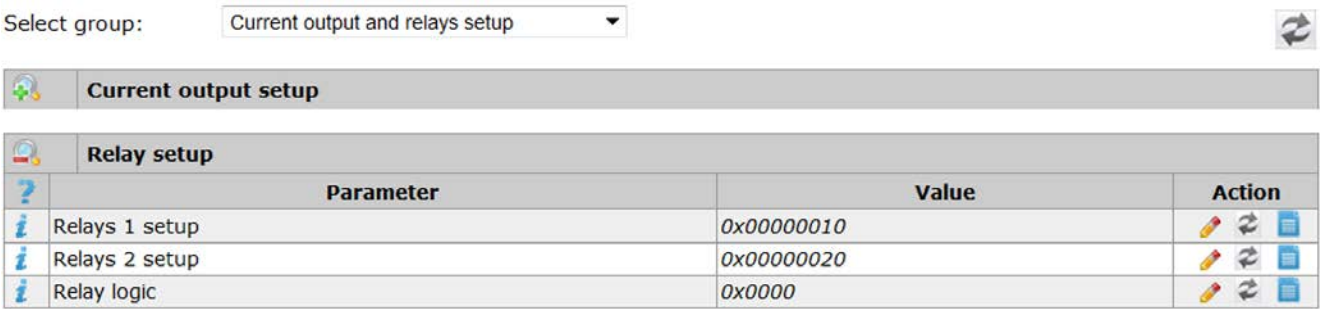 Select group: Current output and relays setup
Current output setup
Relay setup
? Parameter Value Action
i Relays 1 setup 0x00000010
i Relays 2 setup 0x00000020
i Relay logic 0x0000